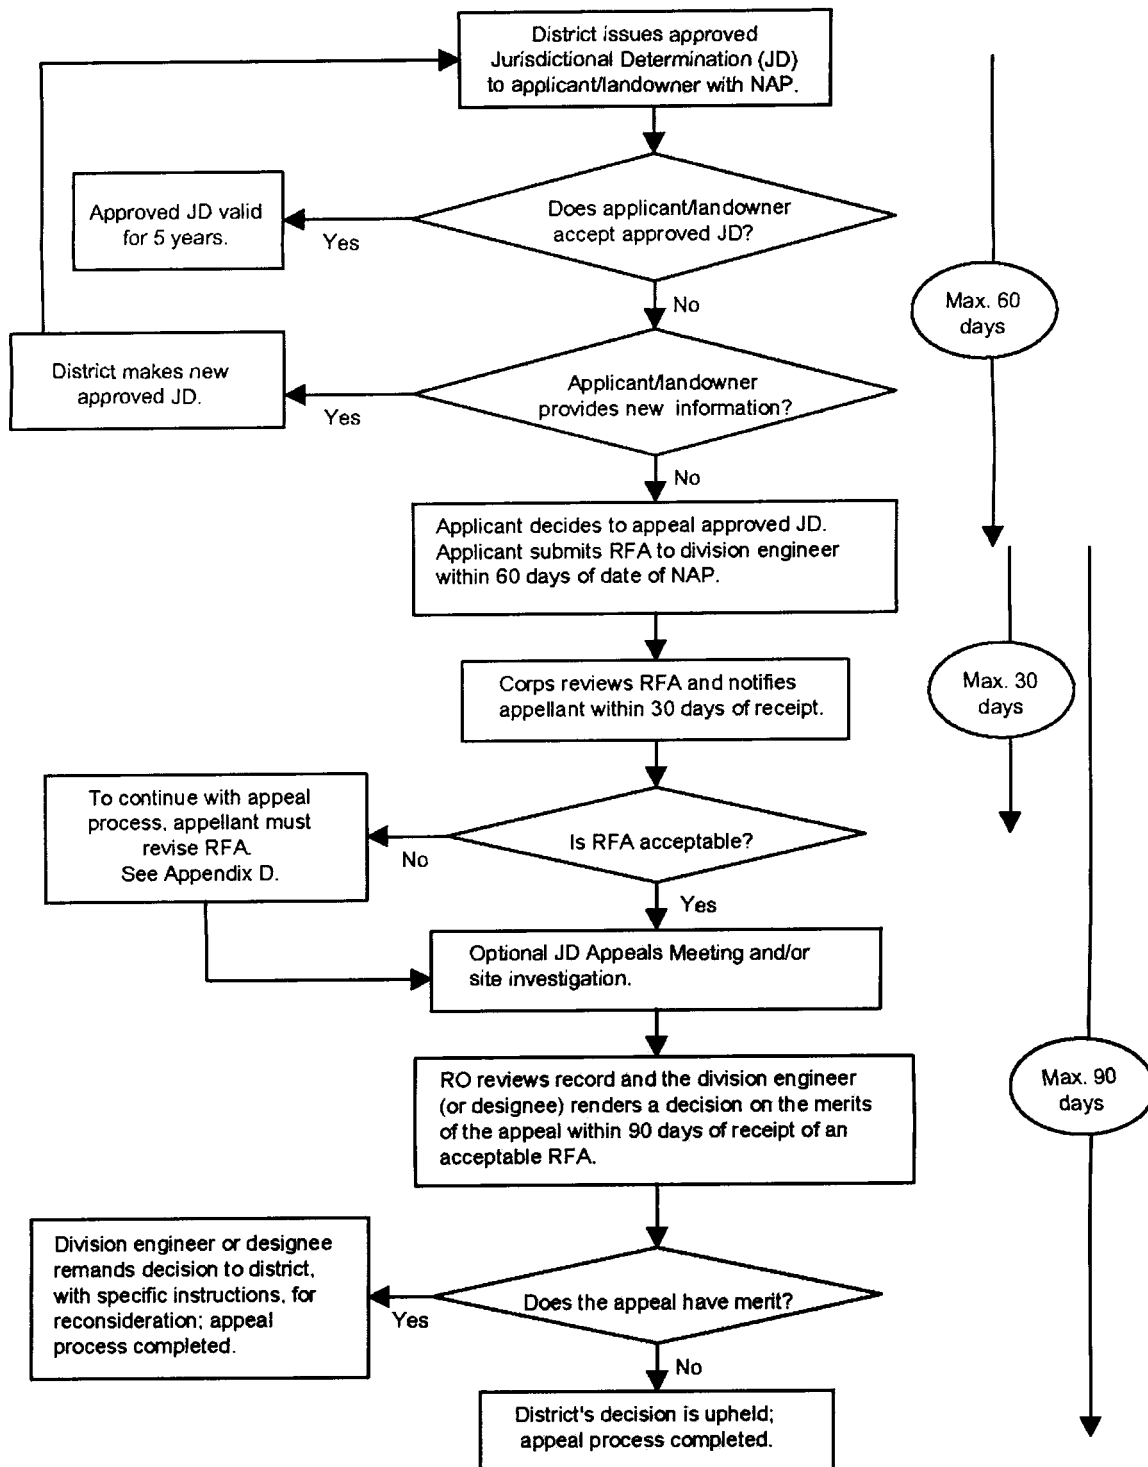 District issues approved
Jurisdictional Determination (JD)
to applicant/landowner with NAP.
Approved JD valid
for 5 years.
Yes
Does applicant/landowner
accept approved JD?
No
Max. 60
days
District makes new
approved JD.
Yes
Applicant/landowner
provides new information?
No
Applicant decides to appeal approved JD.
Applicant submits RFA to division engineer
within 60 days of date of NAP.
Corps reviews RFA and notifies
appellant within 30 days of receipt.
Max. 30
days
To continue with appeal
process, appellant must
revise RFA.
See Appendix D.
No
Is RFA acceptable?
Yes
Optional JD Appeals Meeting and/or
site investigation.
RO reviews record and the division engineer
(or designee) renders a decision on the merits
of the appeal within 90 days of receipt of an
acceptable RFA.
Max. 90
days
Division engineer or designee
remands decision to district,
with specific instructions, for
reconsideration; appeal
process completed.
Yes
Does the appeal have merit?
No
District's decision is upheld;
appeal process completed.